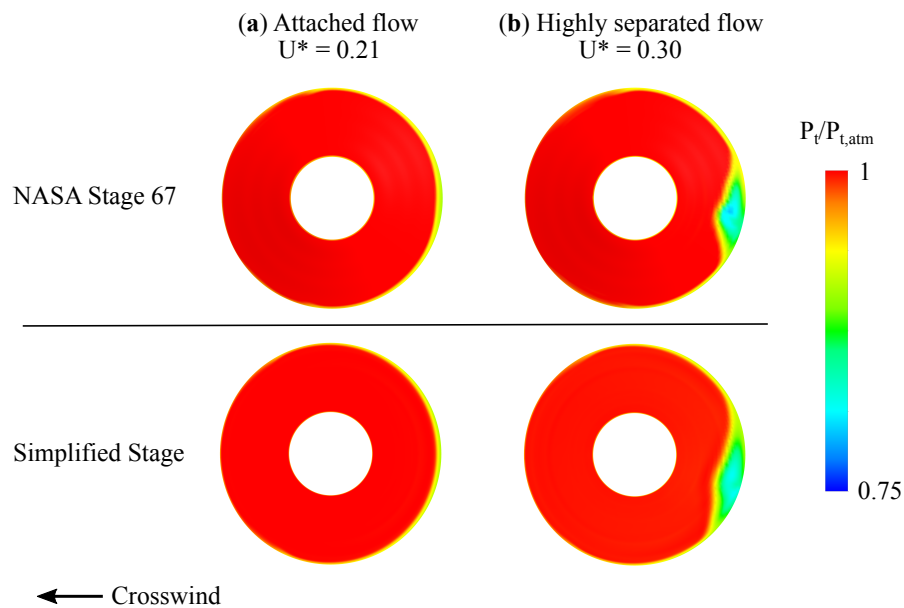 (a) Attached flow
U* = 0.21
(b) Highly separated flow
U* = 0.30
Pt/Pt,atm
1
NASA Stage 67
Simplified Stage
0.75
Crosswind